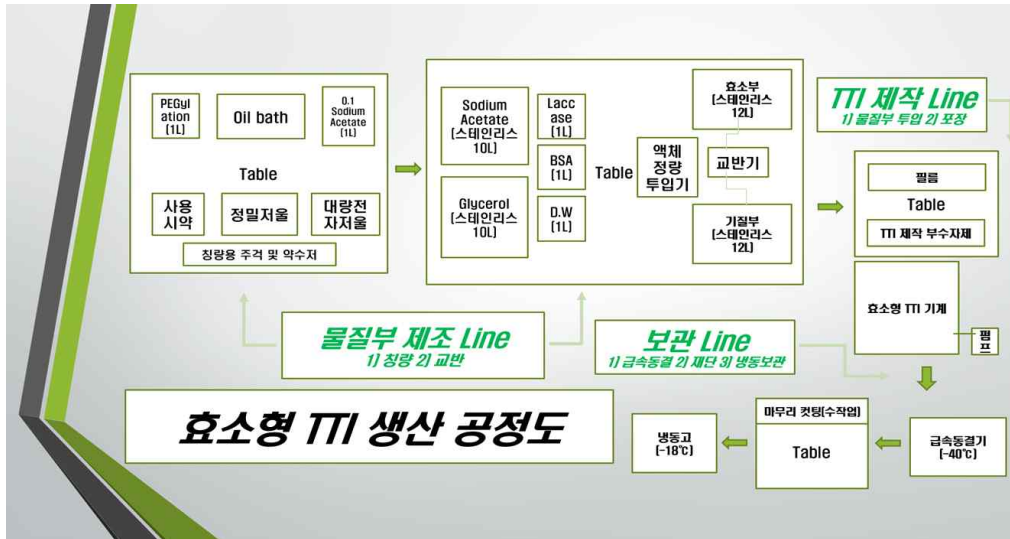 PEGyl
ation
(1L)
Oil bath
0.1
Sodium
Acetate
(1L)
Table
사용
시약
정밀저울
대량전
자저울
칭량용 주걱 및 약수저
Sodium
Acetate
(스테인리스
10L)
Glycerol
(스테인리스
10L)
Lacc
ase
(1L)
BSA
(1L)
D.W
(1L)
Table
액체
정량
투입기
효소부
(스테인리스
12L)
교반기
기질부
(스테인리스
12L)
TTI 제작 Line
1) 물질부 투입 2) 포장
필름
Table
TTI 제작 부수자재
효소형 TTI 기계
펌
프
물질부 제조 Line
1) 칭량 2) 교반
보관 Line
1) 급속동결 2) 재단 3) 냉동보관
효소형 TTI 생산 공정도
냉동고
(-18℃)
마무리 컷팅(수작업)
Table
급속동결기
(-40℃)